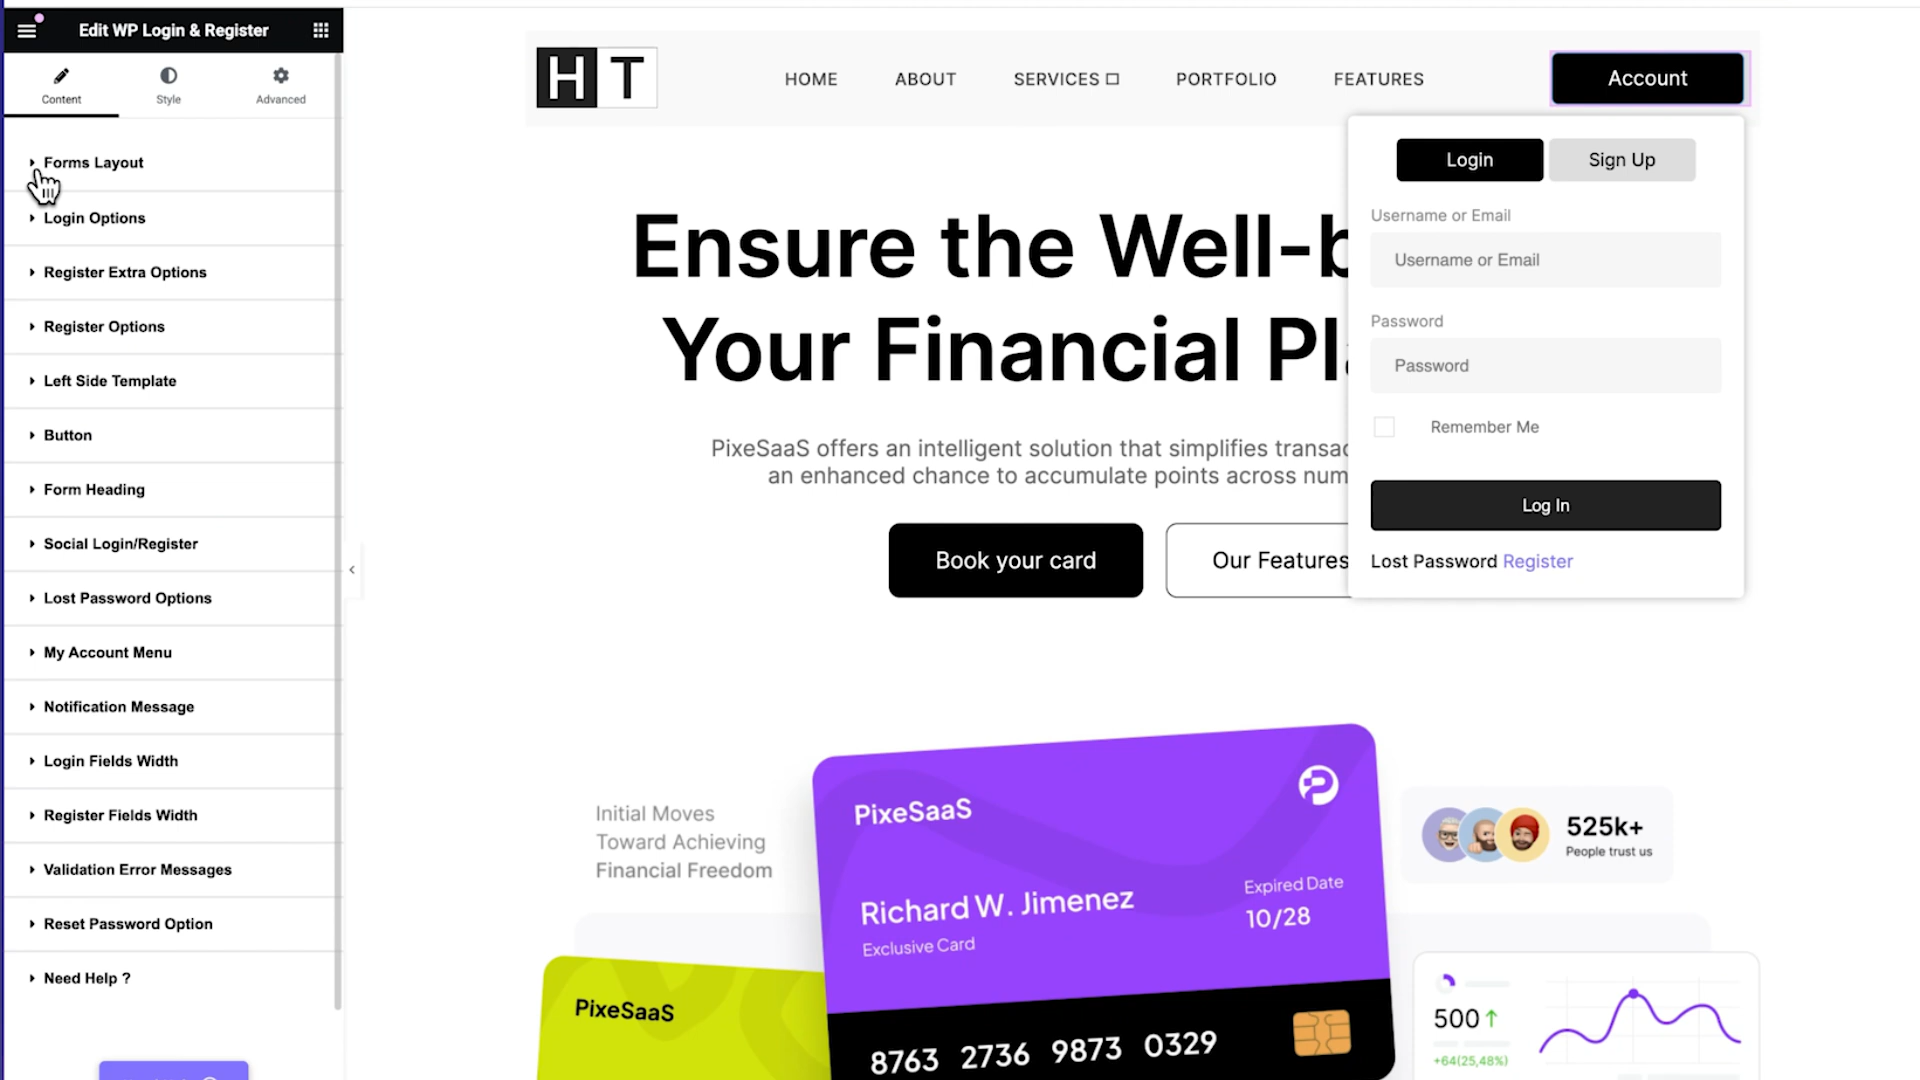 Edit WP Login & Register
Content
Style
Advanced
Forms Layout
Login Options
Register Extra Options
Register Options
Left Side Template
Button
Form Heading
Social Login/Register
Lost Password Options
My Account Menu
Notification Message
Login Fields Width
Register Fields Width
Validation Error Messages
Reset Password Option
Need Help ?
HT
HOME
ABOUT
SERVICES
PORTFOLIO
FEATURES
Account
Login
Sign Up
Username or Email
Username or Email
Password
Password
Remember Me
Log In
Lost Password Register
Ensure the Well-b
Your Financial Pla
PixeSaaS offers an intelligent solution that simplifies transac
an enhanced chance to accumulate points across num
Book your card
Our Features
Initial Moves
Toward Achieving
Financial Freedom
PixeSaaS
Richard W. Jimenez
Exclusive Card
Expired Date
10/28
8763 2736 9873 0329
PixeSaaS
525k+
People trust us
500
+64(25,48%)